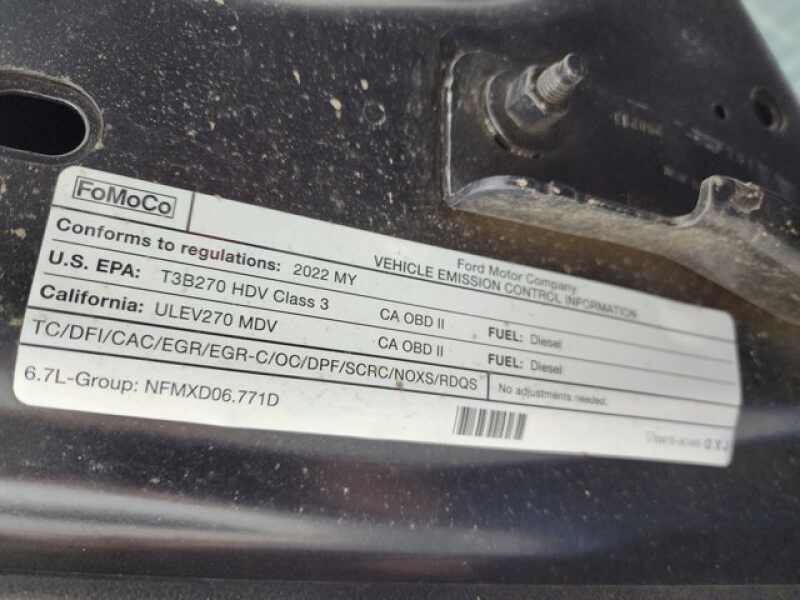 FoMoCo
Ford Motor Company
VEHICLE EMISSION CONTROL INFORMATION
Conforms to regulations: 2022 MY
U.S. EPA: T3B270 HDV Class 3 CA OBD II FUEL: Diesel
California: ULEV270 MDV CA OBD II FUEL: Diesel
TC/DFI/CAC/EGR/EGR-C/OC/DPF/SCRC/NOXS/RDQS No adjustments needed.
6.7L-Group: NFMXD06.771D